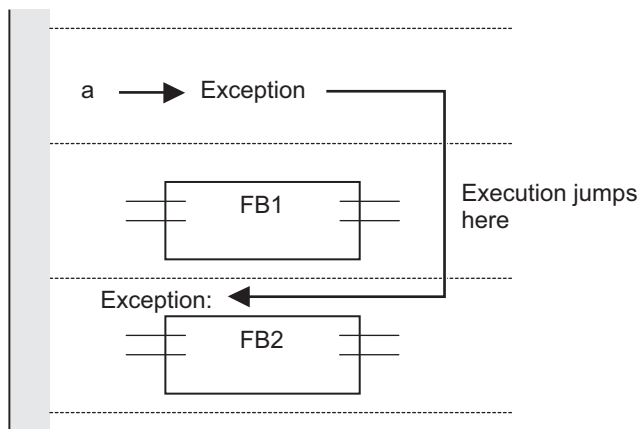 a Exception
FB1
Execution jumps
here
Exception:
FB2